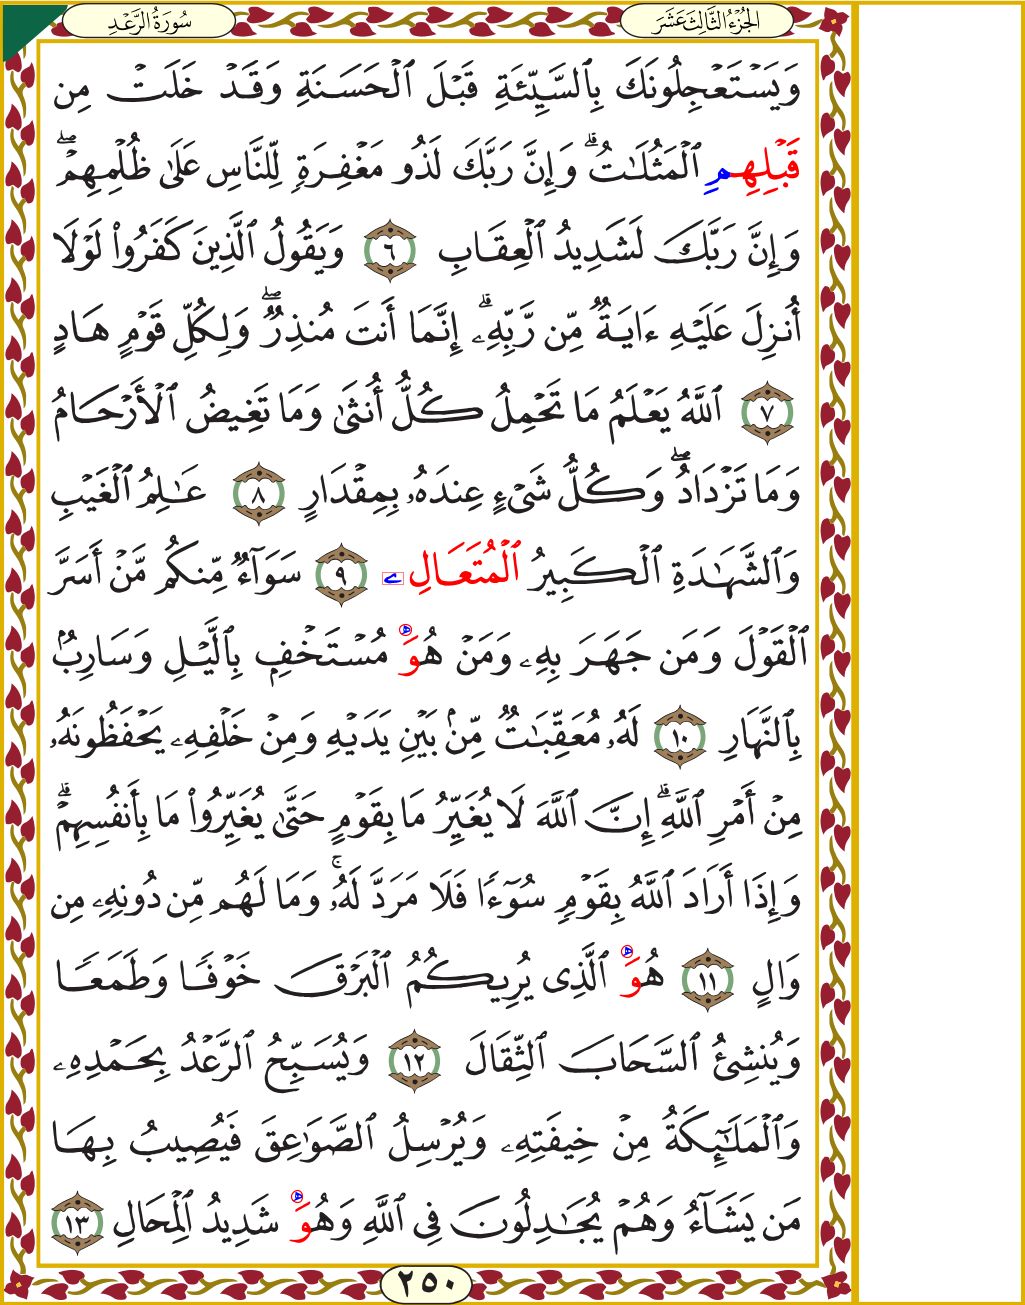 سُورَةُ الرَّعْدِ
الجُزْءُ الثَّالِثَ عَشَرَ
وَيَسْتَعْجِلُونَكَ بِٱلسَّيِّئَةِ قَبْلَ ٱلْحَسَنَةِ وَقَدْ خَلَتْ مِن
قَبْلِهِمِ ٱلْمَثُلَـٰتُ ۗ وَإِنَّ رَبَّكَ لَذُو مَغْفِرَةٍ لِّلنَّاسِ عَلَىٰ ظُلْمِهِمْ ۖ
وَإِنَّ رَبَّكَ لَشَدِيدُ ٱلْعِقَابِ ٦ وَيَقُولُ ٱلَّذِينَ كَفَرُوا۟ لَوْلَا
أُنزِلَ عَلَيْهِ ءَايَةٌ مِّن رَّبِّهِۦ ۗ إِنَّمَا أَنتَ مُنذِرٌ ۖ وَلِكُلِّ قَوْمٍ هَادٍ
٧ ٱللَّهُ يَعْلَمُ مَا تَحْمِلُ كُلُّ أُنثَىٰ وَمَا تَغِيضُ ٱلْأَرْحَامُ
وَمَا تَزْدَادُ ۖ وَكُلُّ شَىْءٍ عِندَهُۥ بِمِقْدَارٍ ٨ عَـٰلِمُ ٱلْغَيْبِ
وَٱلشَّهَـٰدَةِ ٱلْكَبِيرُ ٱلْمُتَعَالِۦ ٩ سَوَآءٌ مِّنكُم مَّنْ أَسَرَّ
ٱلْقَوْلَ وَمَن جَهَرَ بِهِۦ وَمَنْ هُوَ مُسْتَخْفٍۭ بِٱلَّيْلِ وَسَارِبٌۢ
بِٱلنَّهَارِ ١٠ لَهُۥ مُعَقِّبَـٰتٌ مِّنۢ بَيْنِ يَدَيْهِ وَمِنْ خَلْفِهِۦ يَحْفَظُونَهُۥ
مِنْ أَمْرِ ٱللَّهِ ۗ إِنَّ ٱللَّهَ لَا يُغَيِّرُ مَا بِقَوْمٍ حَتَّىٰ يُغَيِّرُوا۟ مَا بِأَنفُسِهِمْ ۗ
وَإِذَا أَرَادَ ٱللَّهُ بِقَوْمٍ سُوٓءًا فَلَا مَرَدَّ لَهُۥ ۚ وَمَا لَهُم مِّن دُونِهِۦ مِن
وَالٍ ١١ هُوَ ٱلَّذِى يُرِيكُمُ ٱلْبَرْقَ خَوْفًا وَطَمَعًا
وَيُنشِئُ ٱلسَّحَابَ ٱلثِّقَالَ ١٢ وَيُسَبِّحُ ٱلرَّعْدُ بِحَمْدِهِۦ
وَٱلْمَلَـٰٓئِكَةُ مِنْ خِيفَتِهِۦ وَيُرْسِلُ ٱلصَّوَٰعِقَ فَيُصِيبُ بِهَا
مَن يَشَآءُ وَهُمْ يُجَـٰدِلُونَ فِى ٱللَّهِ وَهُوَ شَدِيدُ ٱلْمِحَالِ ١٣
٢٥٠